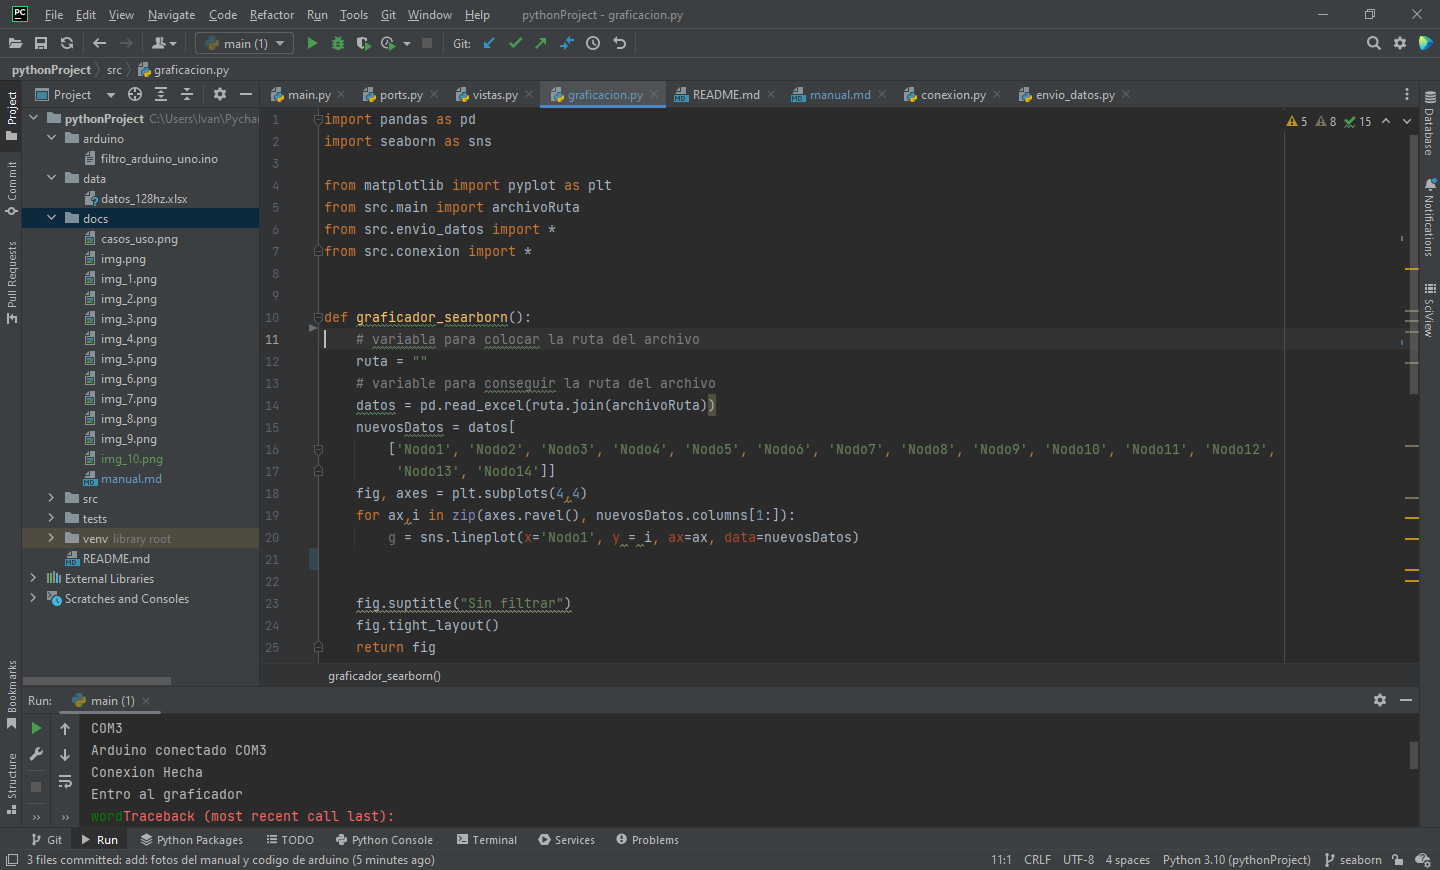 PC File Edit View Navigate Code Refactor Run Tools Git Window Help pythonProject - graficacion.py
main (1) Git:
pythonProject src graficacion.py
Project main.py ports.py vistas.py graficacion.py README.md manual.md conexion.py envio_datos.py
Project
Commit
Pull Requests
Bookmarks
Structure
pythonProject C:\Users\Ivan\Pychar
arduino
filtro_arduino_uno.ino
data
datos_128hz.xlsx
docs
casos_uso.png
img.png
img_1.png
img_2.png
img_3.png
img_4.png
img_5.png
img_6.png
img_7.png
img_8.png
img_9.png
img_10.png
manual.md
src
tests
venv library root
README.md
External Libraries
Scratches and Consoles
5 8 15
1 import pandas as pd
2 import seaborn as sns
3
4 from matplotlib import pyplot as plt
5 from src.main import archivoRuta
6 from src.envio_datos import *
7 from src.conexion import *
8
9
10 def graficador_searborn():
11     # variabla para colocar la ruta del archivo
12     ruta = ""
13     # variable para conseguir la ruta del archivo
14     datos = pd.read_excel(ruta.join(archivoRuta))
15     nuevosDatos = datos[
16         ['Nodo1', 'Nodo2', 'Nodo3', 'Nodo4', 'Nodo5', 'Nodo6', 'Nodo7', 'Nodo8', 'Nodo9', 'Nodo10', 'Nodo11', 'Nodo12',
17          'Nodo13', 'Nodo14']]
18     fig, axes = plt.subplots(4,4)
19     for ax,i in zip(axes.ravel(), nuevosDatos.columns[1:]):
20         g = sns.lineplot(x='Nodo1', y = i, ax=ax, data=nuevosDatos)
21
22
23     fig.suptitle("Sin filtrar")
24     fig.tight_layout()
25     return fig
graficador_searborn()
Database
Notifications
SciView
Run: main (1)
COM3
Arduino conectado COM3
Conexion Hecha
Entro al graficador
wordTraceback (most recent call last):
Git Run Python Packages TODO Python Console Terminal Services Problems
3 files committed: add: fotos del manual y codigo de arduino (5 minutes ago) 11:1 CRLF UTF-8 4 spaces Python 3.10 (pythonProject) seaborn